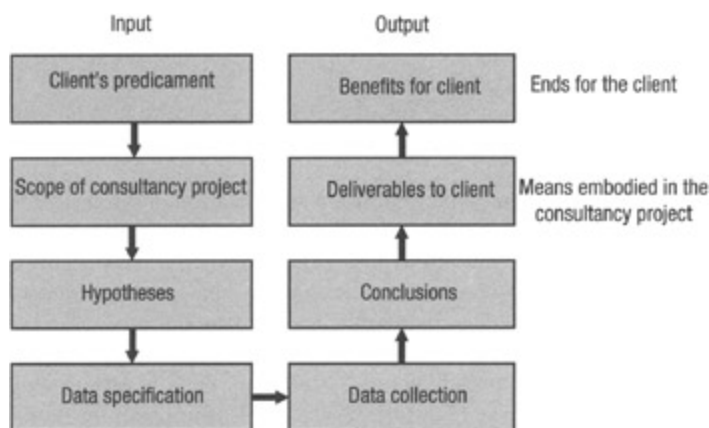 Input
Output
Client's predicament
Benefits for client
Ends for the client
Scope of consultancy project
Deliverables to client
Means embodied in the
consultancy project
Hypotheses
Conclusions
Data specification
Data collection